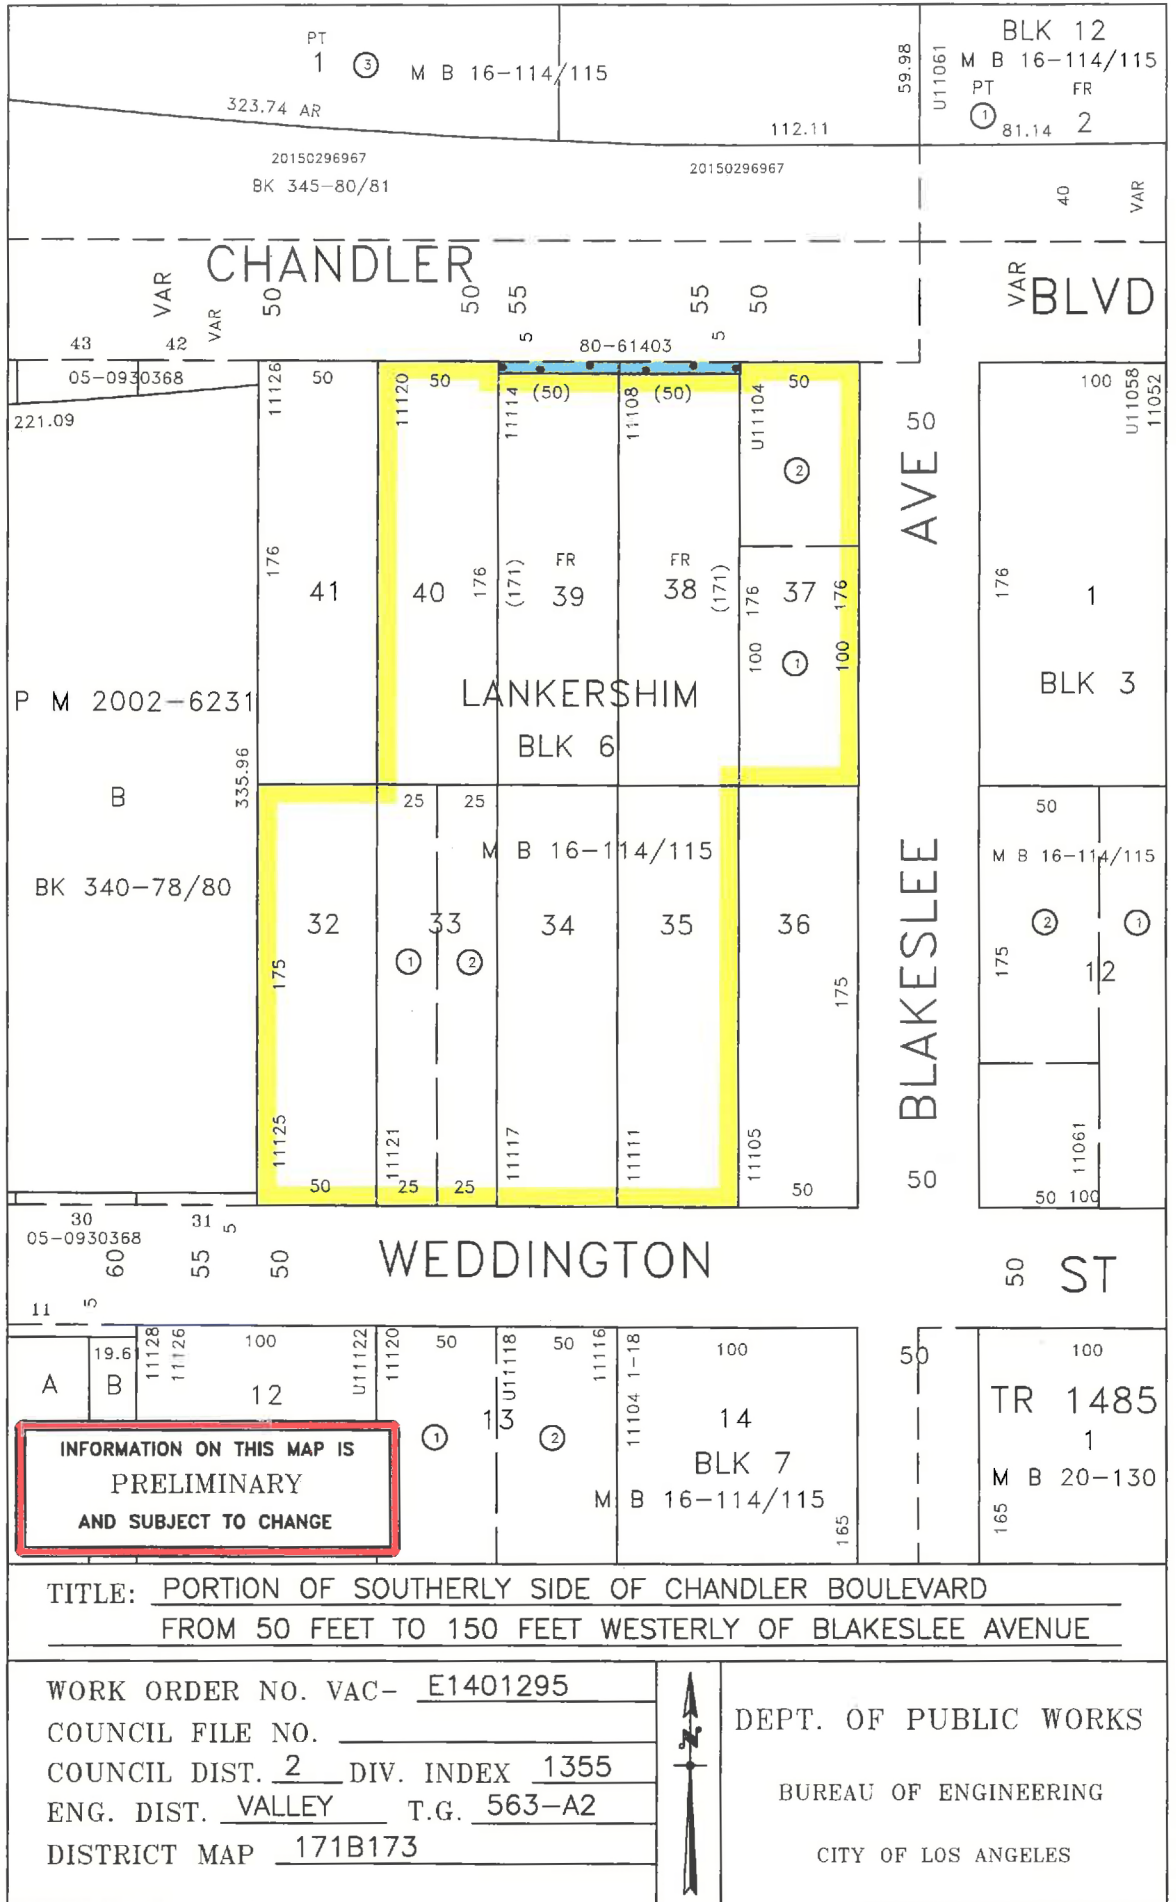 PT
1 3 M B 16-114/115
59.98
U11061
BLK 12
M B 16-114/115
PT FR
1 81.14 2
323.74 AR
112.11
20150296967
BK 345-80/81
20150296967
40
VAR
CHANDLER
BLVD
VAR
VAR
50
50
55
55
50
VAR
5
5
43 42
80-61403
05-0930368
221.09
11126
50
11120
50
11114
(50)
11108
(50)
U11104
50
2
AVE 50
100
U11058
11052
176
41
40
176
(171)
FR
39
FR
38
(171)
176
37
176
100
1
100
176
1
BLK 3
P M 2002-6231
LANKERSHIM
BLK 6
B
335.96
BK 340-78/80
25 25
M B 16-114/115
32
33
1 2
34
35
36
175
175
BLAKESLEE
50
M B 16-114/115
2 1
175
12
11125
11121
11117
11111
11105
50
25 25
50
50
11061
50 100
30 31 5
05-0930368
60
55
50
WEDDINGTON
50 ST
11 5
A
19.6
B
11128
11126
100
12
U11122
11120
50
1
13
U11118
50
2
11116
11104 1-18
100
14
BLK 7
M B 16-114/115
165
50
100
TR 1485
1
M B 20-130
165
INFORMATION ON THIS MAP IS
PRELIMINARY
AND SUBJECT TO CHANGE
TITLE: PORTION OF SOUTHERLY SIDE OF CHANDLER BOULEVARD
FROM 50 FEET TO 150 FEET WESTERLY OF BLAKESLEE AVENUE
WORK ORDER NO. VAC- E1401295
COUNCIL FILE NO.
COUNCIL DIST. 2 DIV. INDEX 1355
ENG. DIST. VALLEY T.G. 563-A2
DISTRICT MAP 171B173
N
DEPT. OF PUBLIC WORKS
BUREAU OF ENGINEERING
CITY OF LOS ANGELES